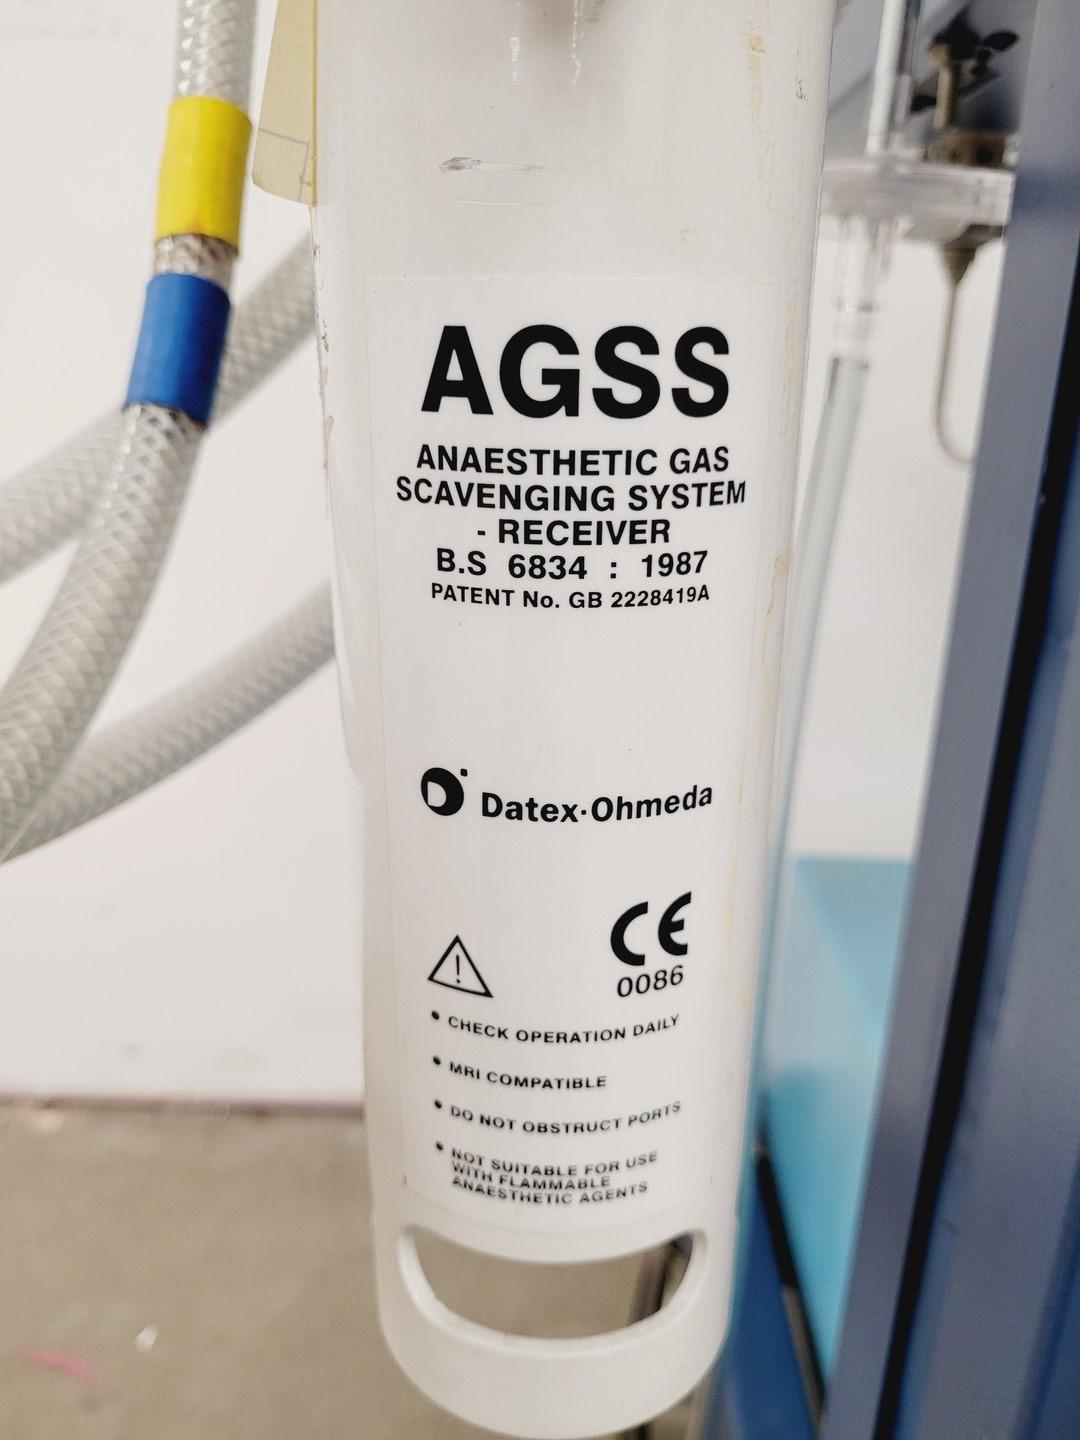 AGSS
ANAESTHETIC GAS
SCAVENGING SYSTEM
- RECEIVER
B.S 6834 : 1987
PATENT No. GB 2228419A
Datex·Ohmeda
CE
0086
• CHECK OPERATION DAILY
• MRI COMPATIBLE
• DO NOT OBSTRUCT PORTS
• NOT SUITABLE FOR USE
WITH FLAMMABLE
ANAESTHETIC AGENTS